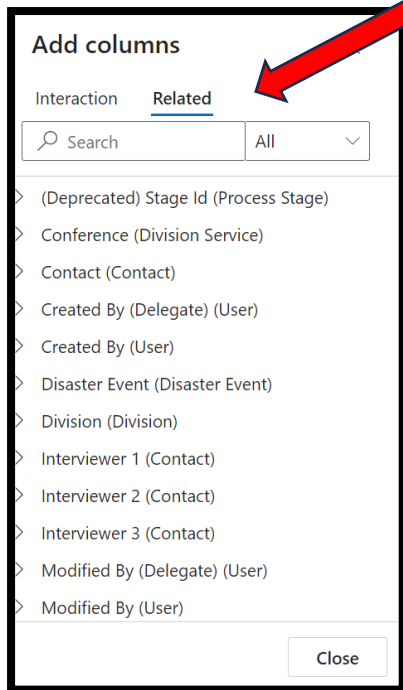 Add columns
Interaction Related
Search All
(Deprecated) Stage Id (Process Stage)
Conference (Division Service)
Contact (Contact)
Created By (Delegate) (User)
Created By (User)
Disaster Event (Disaster Event)
Division (Division)
Interviewer 1 (Contact)
Interviewer 2 (Contact)
Interviewer 3 (Contact)
Modified By (Delegate) (User)
Modified By (User)
Close